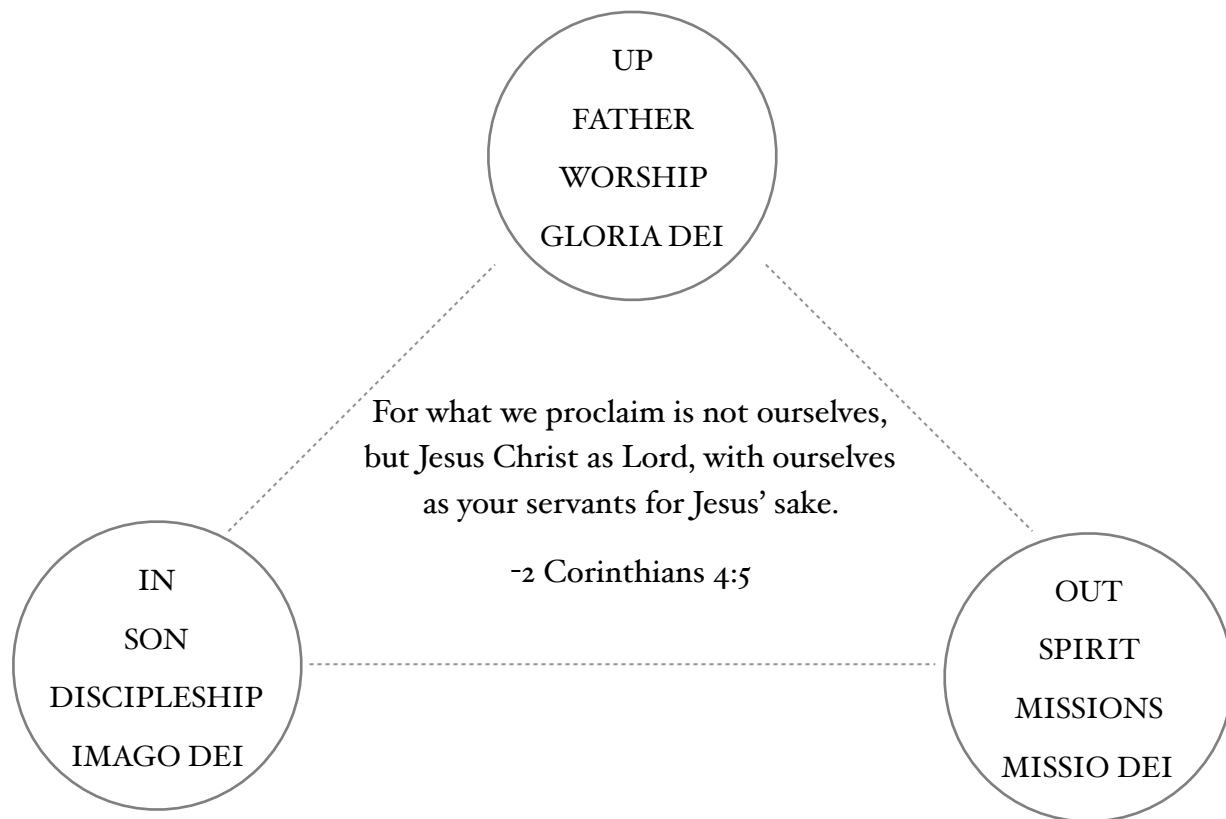 UP
FATHER
WORSHIP
GLORIA DEI
For what we proclaim is not ourselves,
but Jesus Christ as Lord, with ourselves
as your servants for Jesus’ sake.
-2 Corinthians 4:5
IN
SON
DISCIPLESHIP
IMAGO DEI
OUT
SPIRIT
MISSIONS
MISSIO DEI